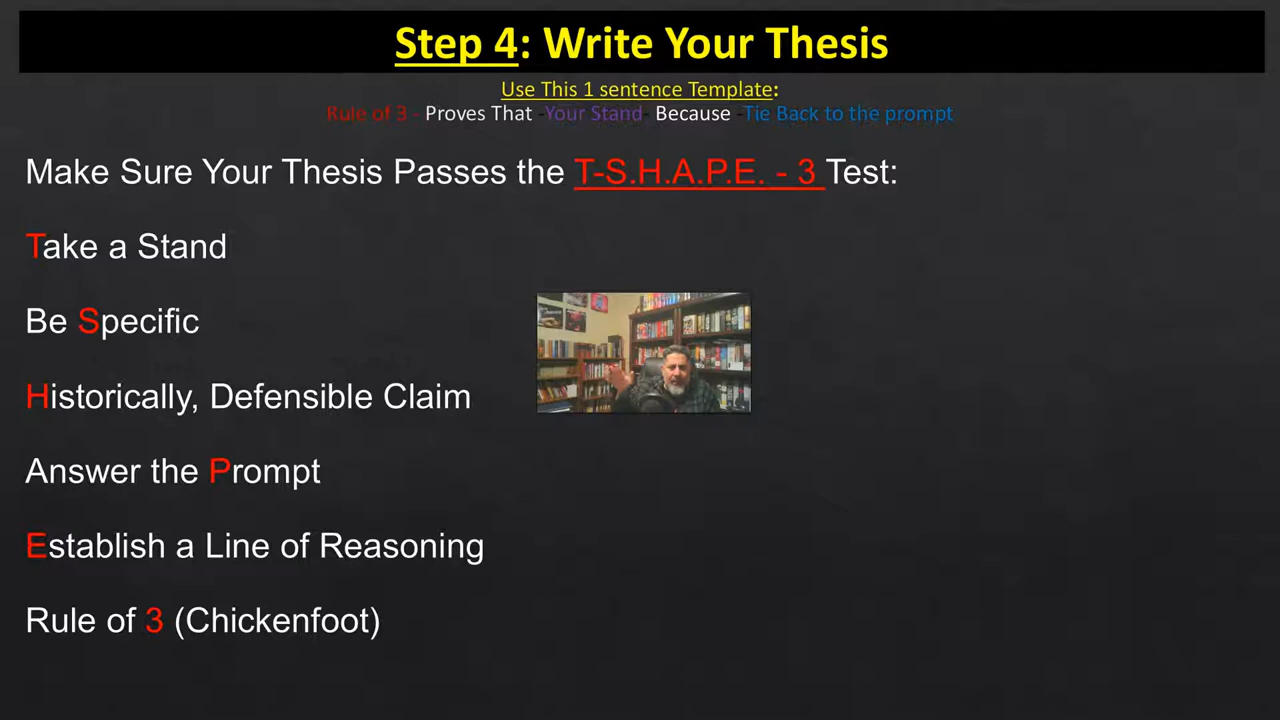 Step 4: Write Your Thesis
Use This 1 sentence Template:
Rule of 3 - Proves That -Your Stand- Because -Tie Back to the prompt
Make Sure Your Thesis Passes the T-S.H.A.P.E. - 3 Test:
Take a Stand
Be Specific
Historically, Defensible Claim
Answer the Prompt
Establish a Line of Reasoning
Rule of 3 (Chickenfoot)